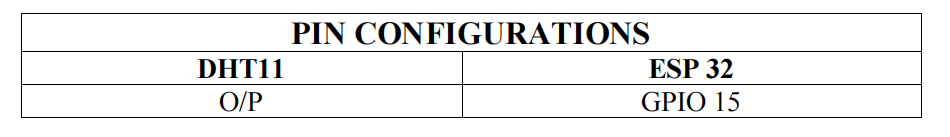 PIN CONFIGURATIONS
DHT11 ESP 32
O/P GPIO 15